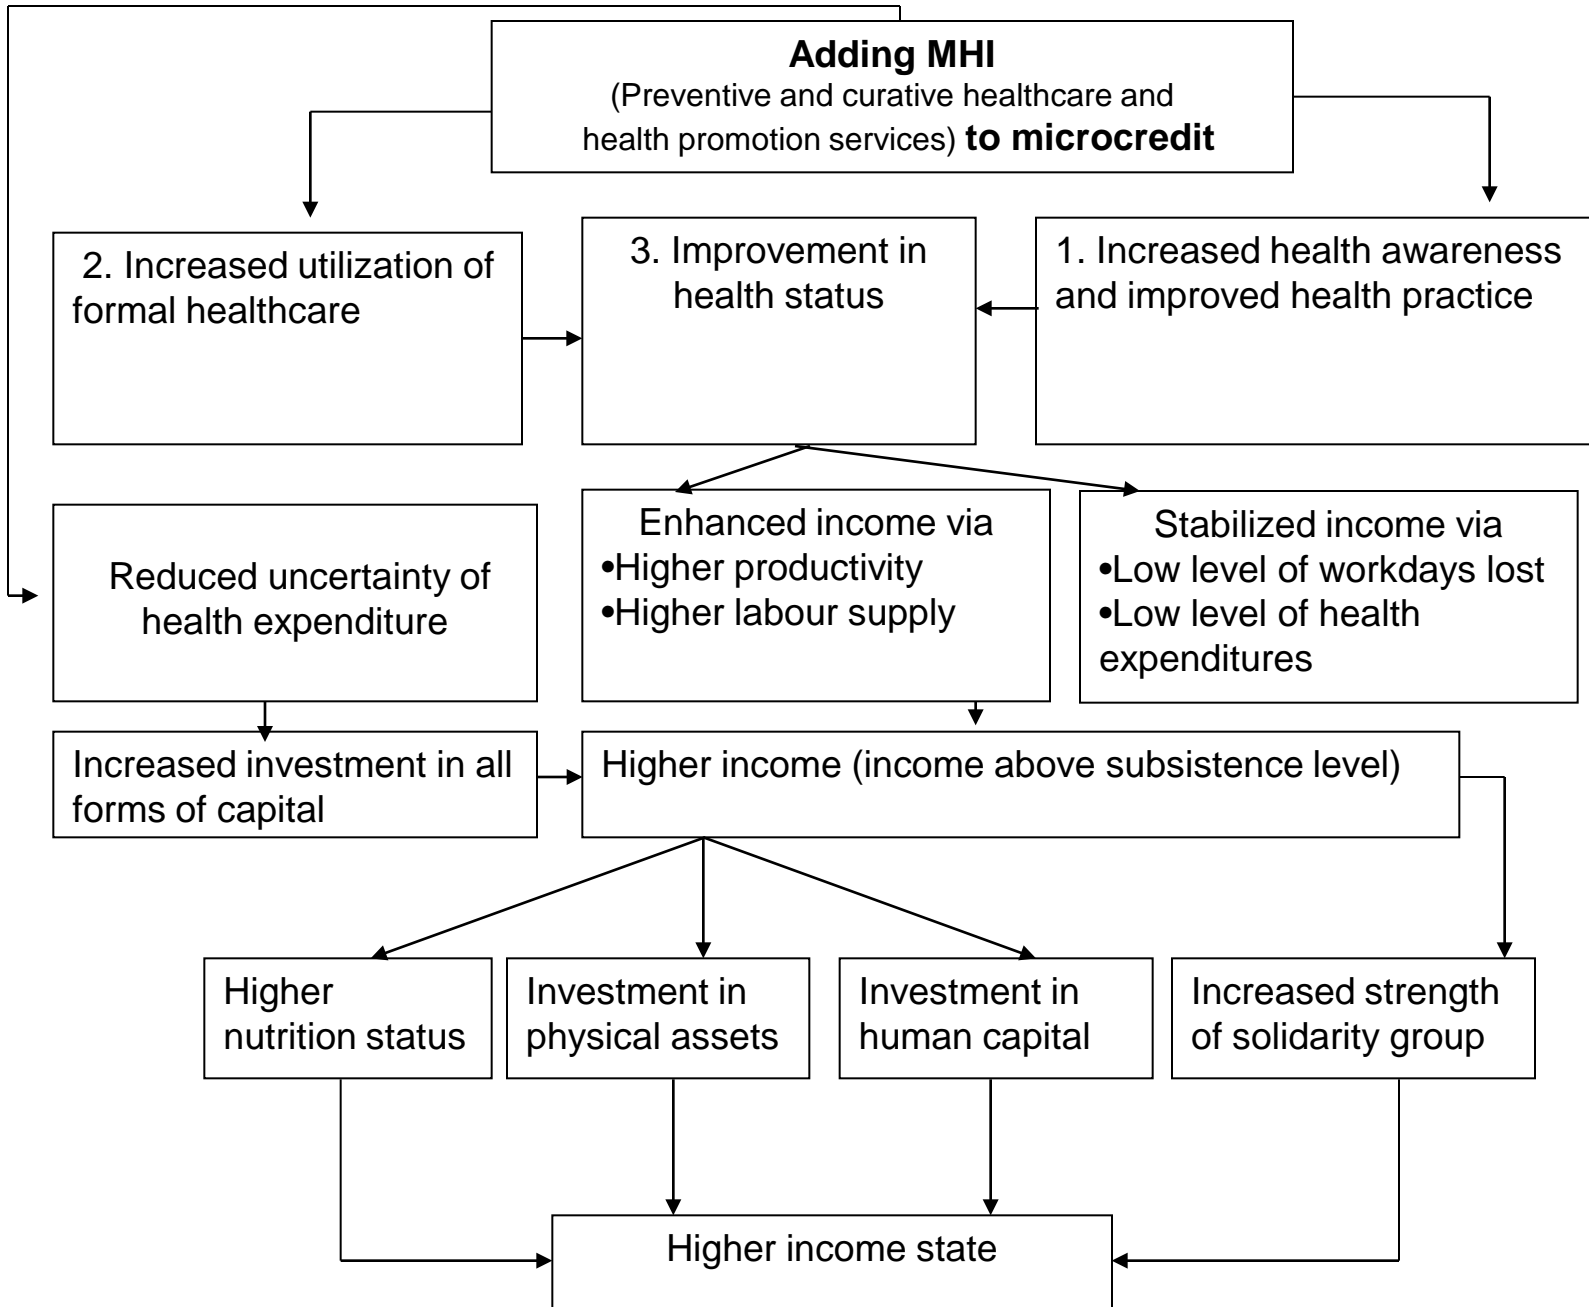 Adding MHI
(Preventive and curative healthcare and
health promotion services) to microcredit
2. Increased utilization of
formal healthcare
3. Improvement in
health status
1. Increased health awareness
and improved health practice
Reduced uncertainty of
health expenditure
Enhanced income via
•Higher productivity
•Higher labour supply
Stabilized income via
•Low level of workdays lost
•Low level of health
expenditures
Increased investment in all
forms of capital
Higher income (income above subsistence level)
Higher
nutrition status
Investment in
physical assets
Investment in
human capital
Increased strength
of solidarity group
Higher income state